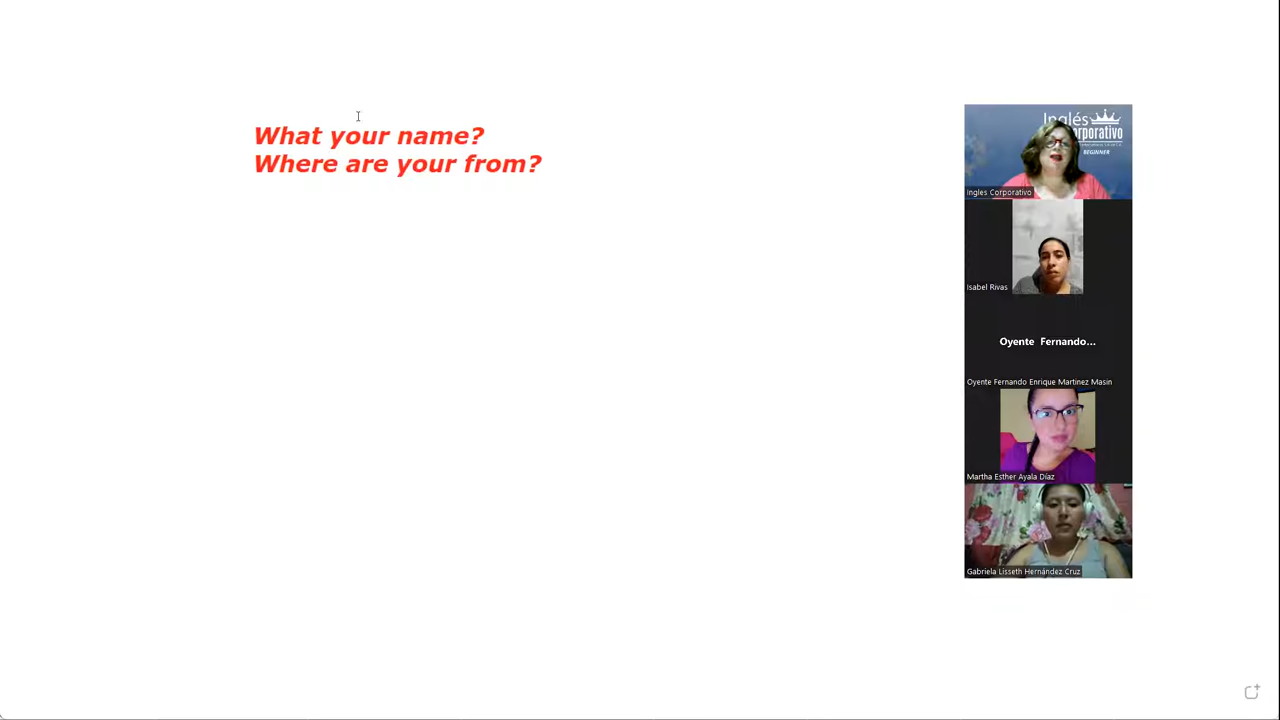 What your name?
Where are your from?
Inglés
Corporativo
BEGINNER
Ingles Corporativo
Isabel Rivas
Oyente Fernando...
Oyente Fernando Enrique Martinez Masin
Martha Esther Ayala Díaz
Gabriela Lisseth Hernández Cruz